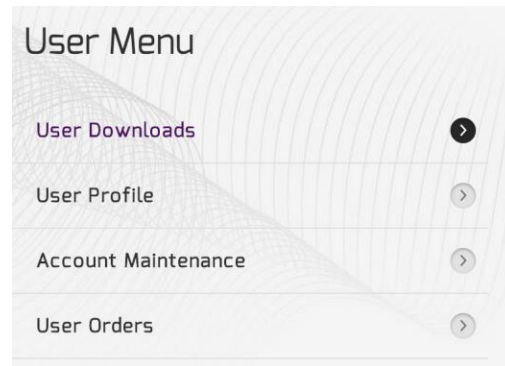 User Menu
User Downloads
User Profile
Account Maintenance
User Orders